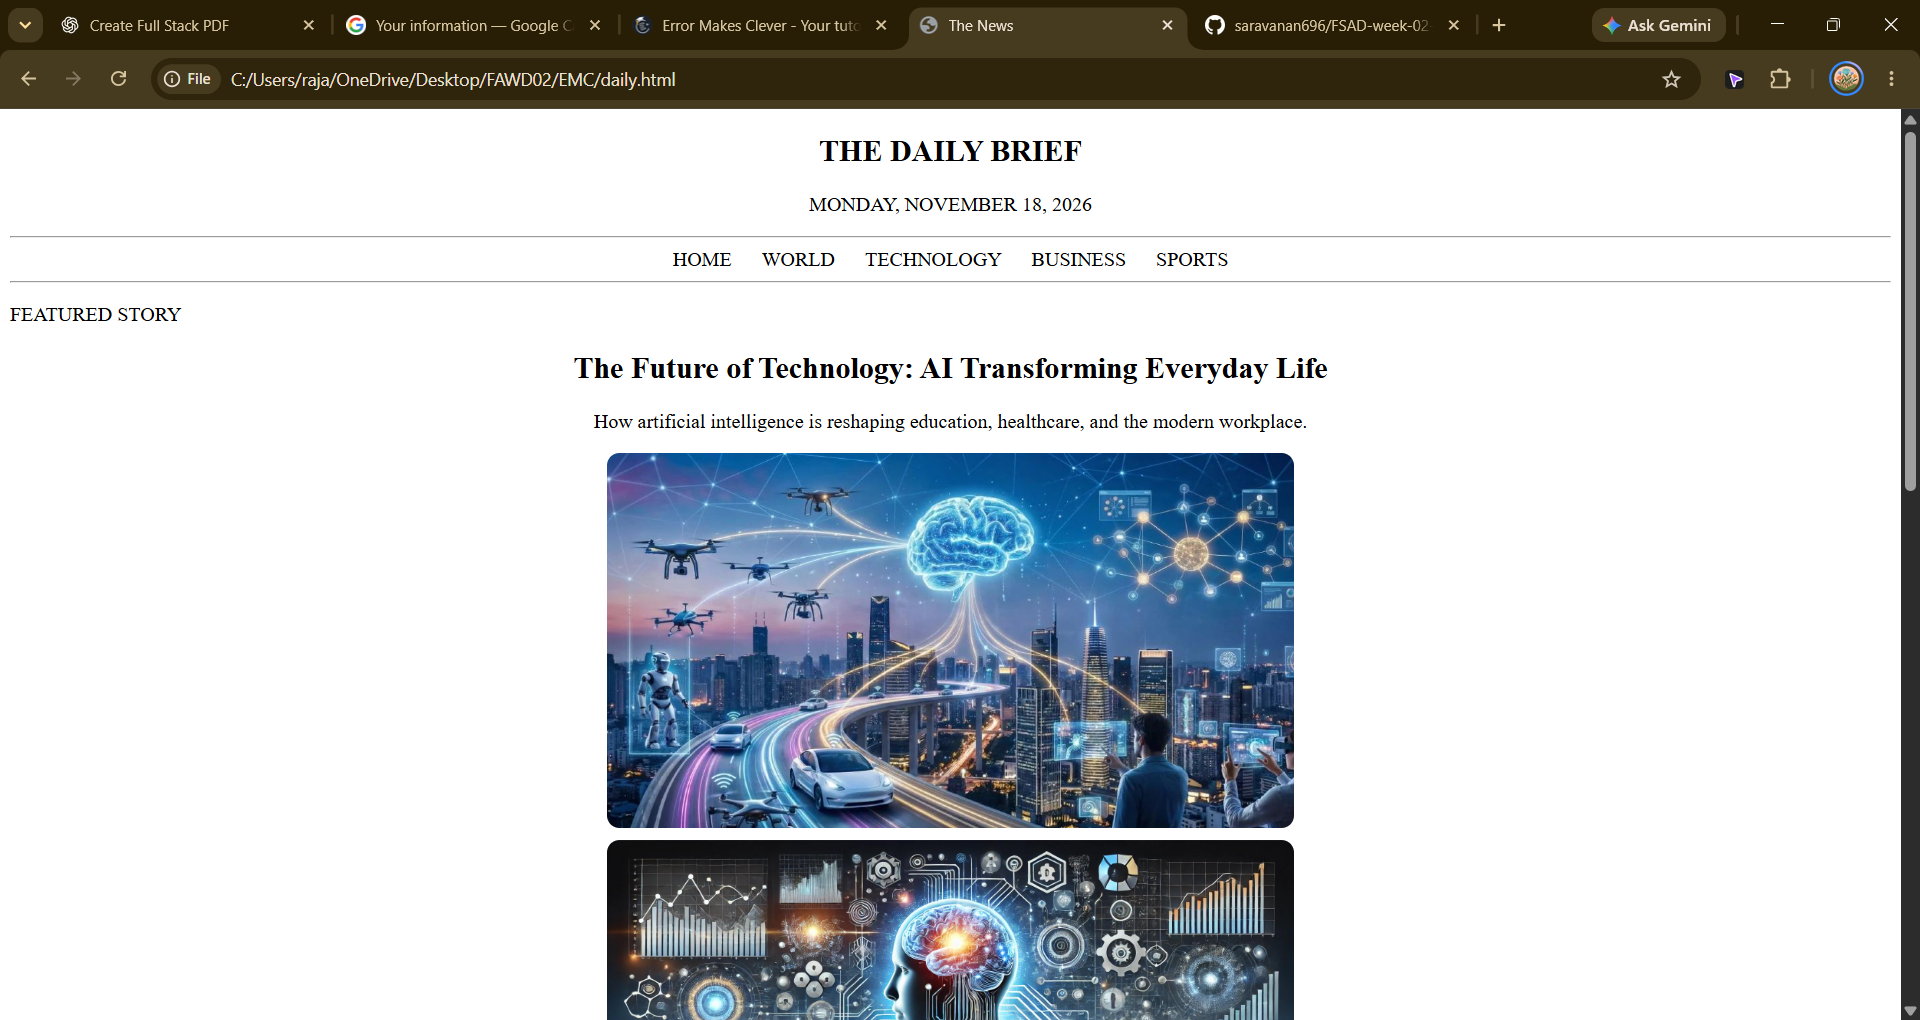 Create Full Stack PDF
Your information — Google C
Error Makes Clever - Your tuto
The News
saravanan696/FSAD-week-02
Ask Gemini
File
C:/Users/raja/OneDrive/Desktop/FAWD02/EMC/daily.html
THE DAILY BRIEF
MONDAY, NOVEMBER 18, 2026
HOME WORLD TECHNOLOGY BUSINESS SPORTS
FEATURED STORY
The Future of Technology: AI Transforming Everyday Life
How artificial intelligence is reshaping education, healthcare, and the modern workplace.